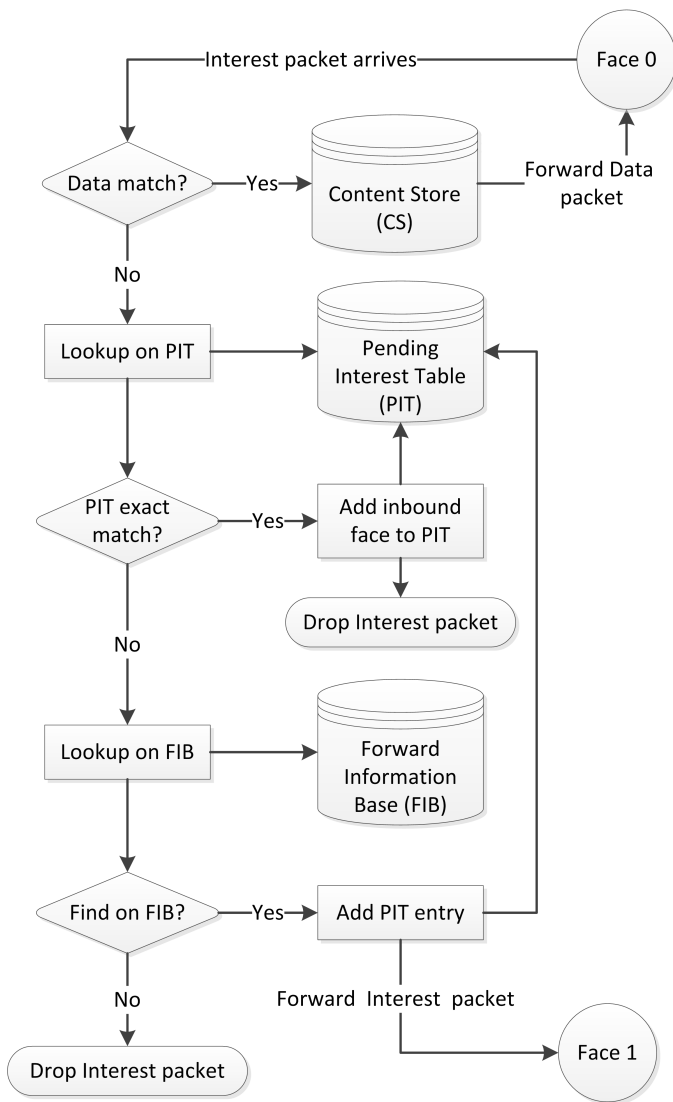 Interest packet arrives
Face 0
Data match?
Yes
Content Store
(CS)
Forward Data
packet
No
Lookup on PIT
Pending
Interest Table
(PIT)
PIT exact
match?
Yes
Add inbound
face to PIT
Drop Interest packet
No
Lookup on FIB
Forward
Information
Base (FIB)
Find on FIB?
Yes
Add PIT entry
No
Forward Interest packet
Drop Interest packet
Face 1